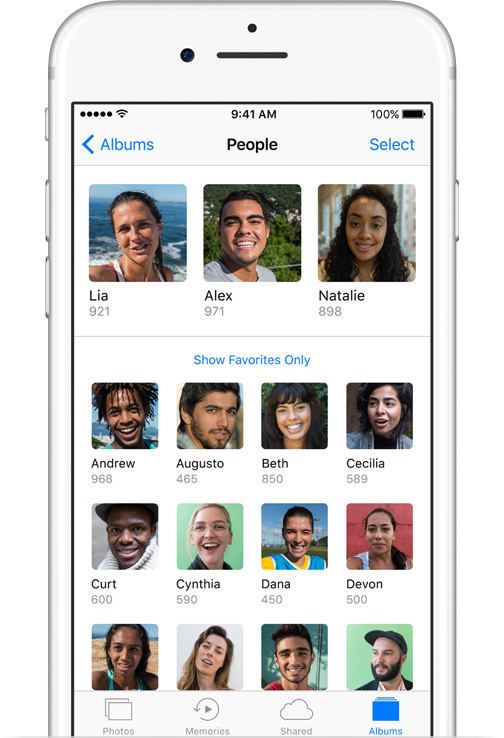 9:41 AM 100%
Albums People Select
Lia Alex Natalie
921 971 898
Show Favorites Only
Andrew Augusto Beth Cecilia
968 465 850 589
Curt Cynthia Dana Devon
600 590 450 500
Photos Memories Shared Albums